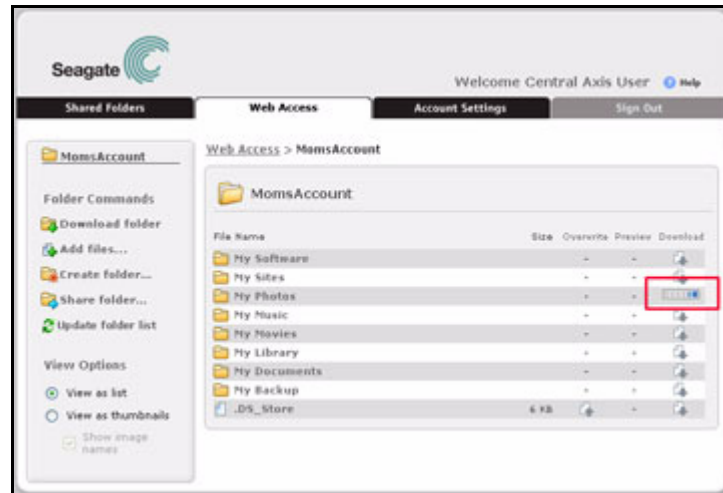 Seagate
Welcome Central Axis User Help
Shared Folders Web Access Account Settings Sign Out
MomsAccount
Folder Commands
Download folder
Add files...
Create folder...
Share folder...
Update folder list
View Options
View as list
View as thumbnails
Show image
names
Web Access > MomsAccount
MomsAccount
File Name Size Overwrite Preview Download
My Software - -
My Sites - -
My Photos - -
My Music - -
My Movies - -
My Library - -
My Documents - -
My Backup - -
.DS_Store 6 KB -